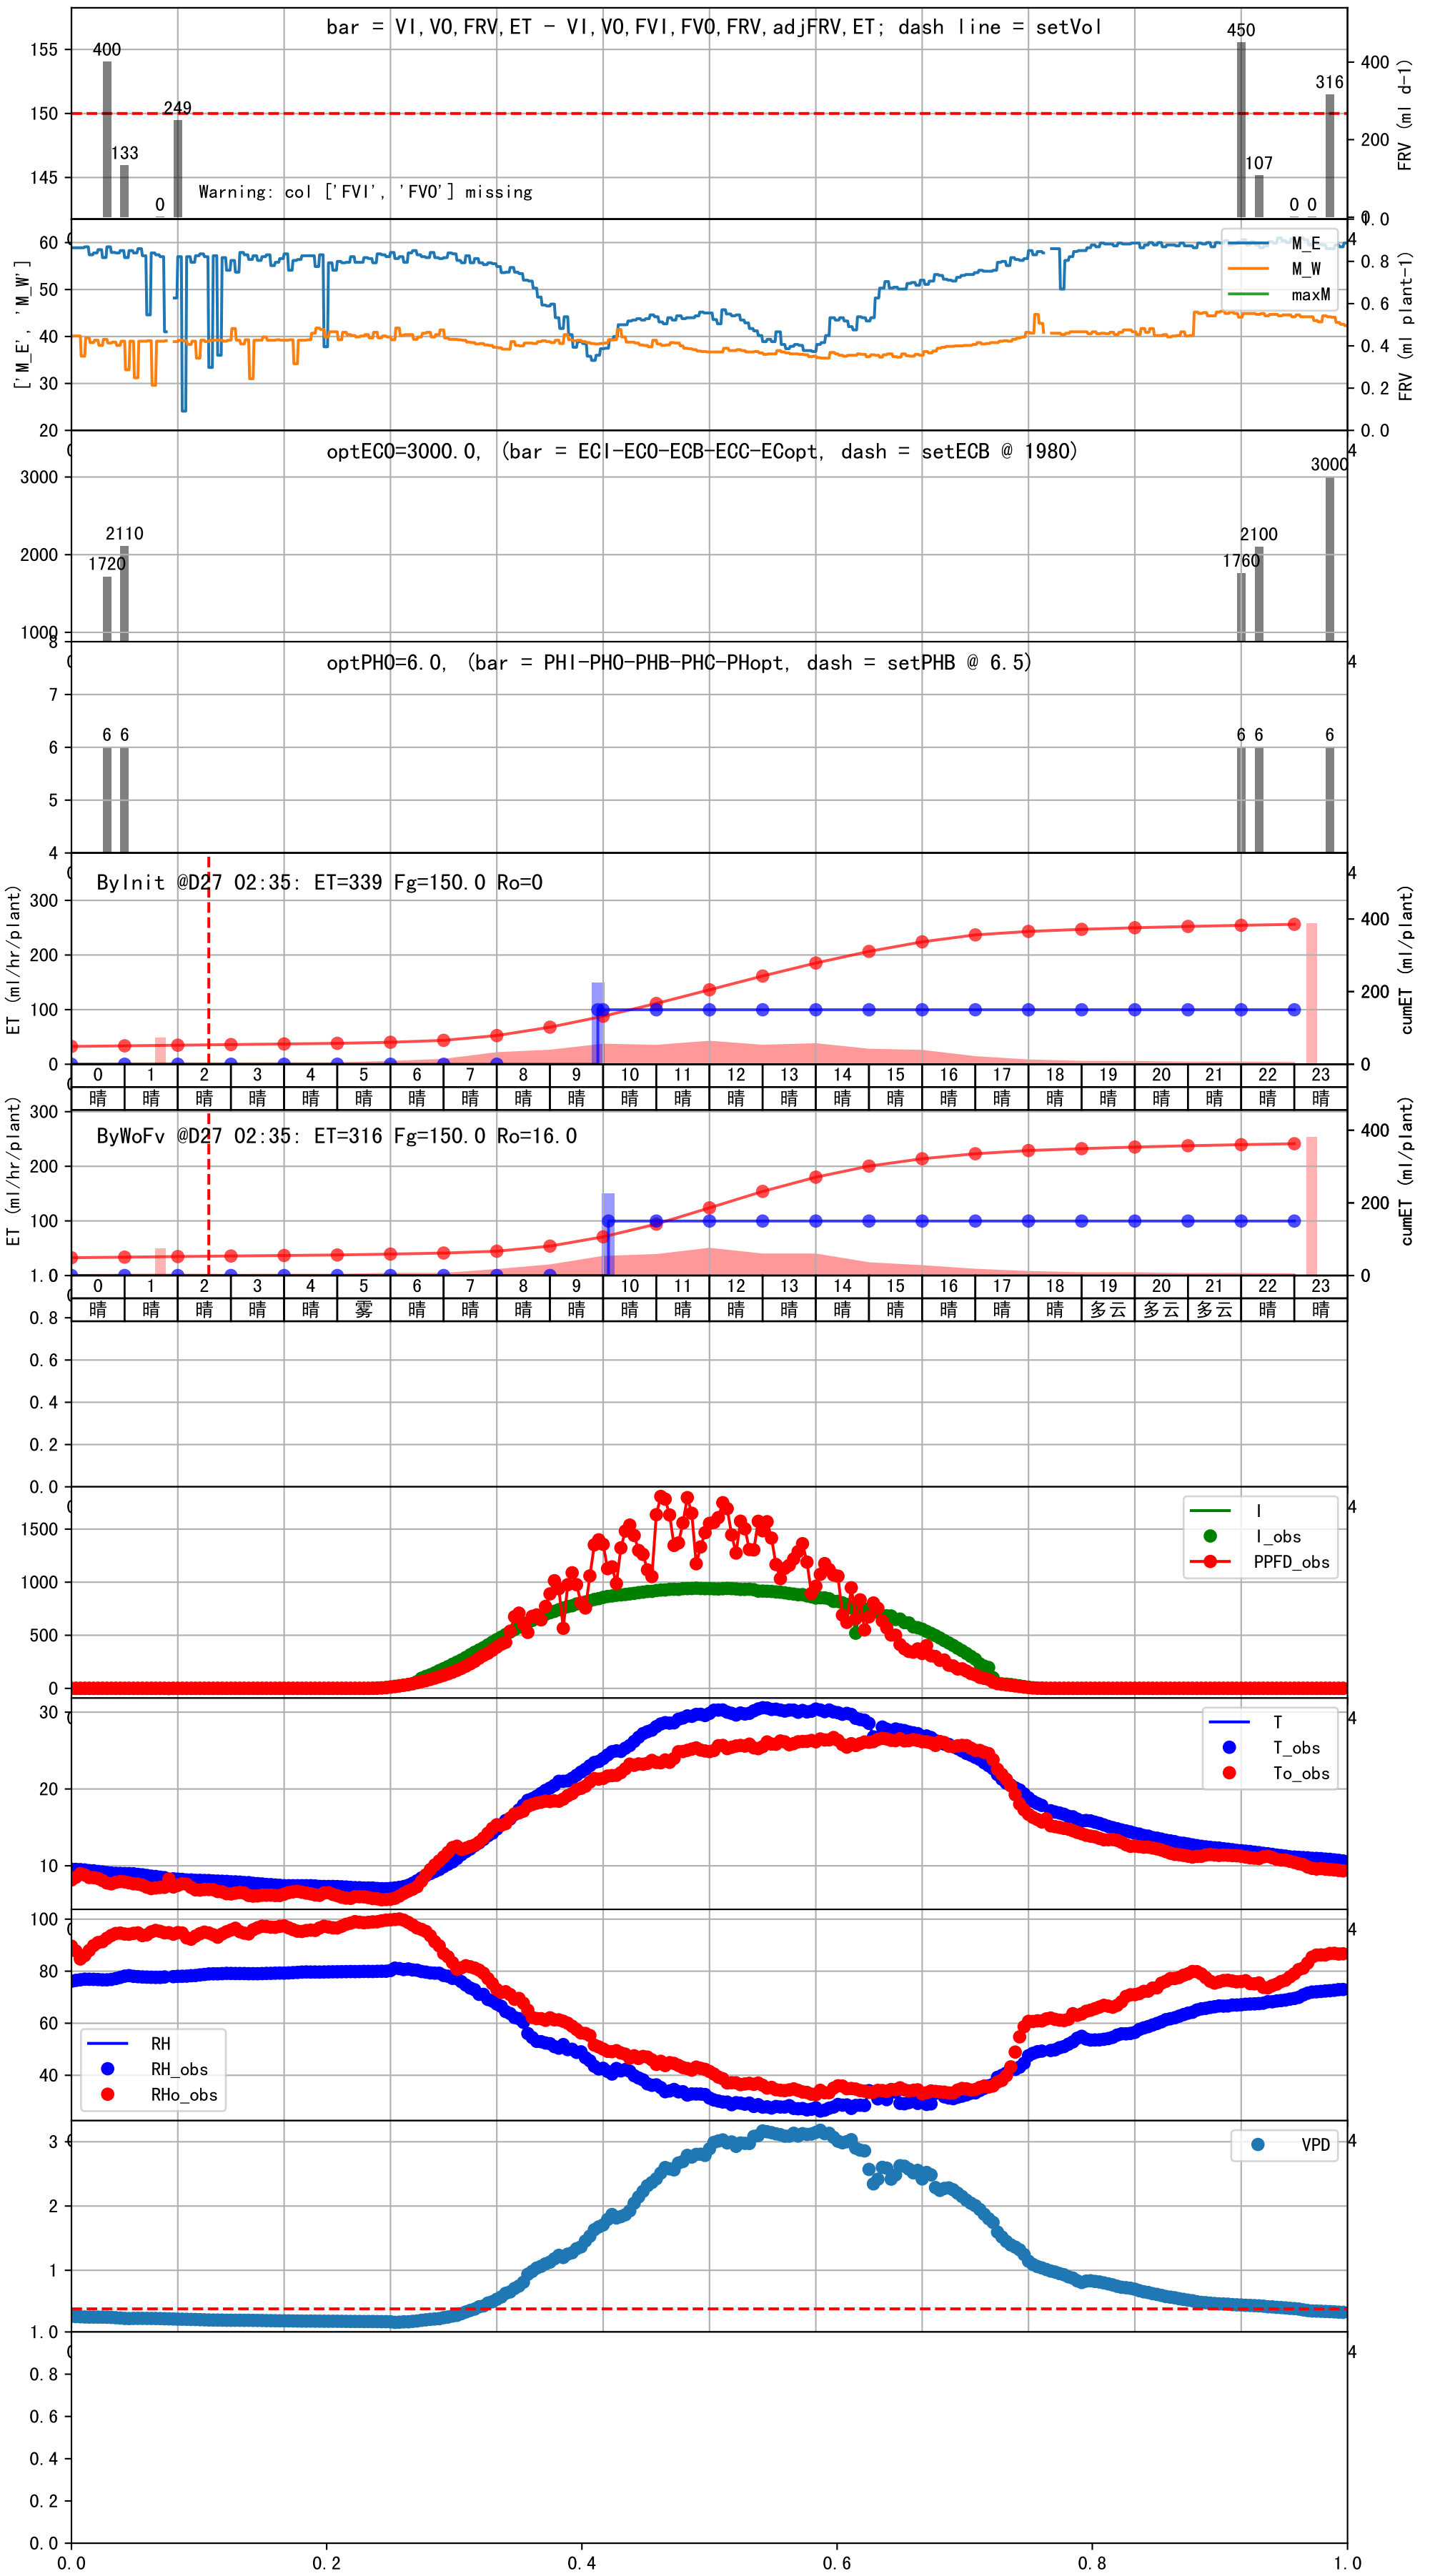 bar = VI,VO,FRV,ET - VI,VO,FVI,FVO,FRV,adjFRV,ET; dash line = setVol
155
150
145
400
133
0
249
450
107
0 0
316
Warning: col ['FVI', 'FVO'] missing
400
200
0
1.0
FRV (ml d-1)
['M_E', 'M_W']
60
50
40
30
20
M_E
M_W
maxM
0.8
0.6
0.4
0.2
0.0
FRV (ml plant-1)
optECO=3000.0, (bar = ECI-ECO-ECB-ECC-ECopt, dash = setECB @ 1980)
3000
2000
1000
1720
2110
1760
2100
3000
optPHO=6.0, (bar = PHI-PHO-PHB-PHC-PHopt, dash = setPHB @ 6.5)
8
7
6
5
4
6 6
6 6
6
ByInit @D27 02:35: ET=339 Fg=150.0 Ro=0
ET (ml/hr/plant)
300
200
100
0
400
200
0
cumET (ml/plant)
0 1 2 3 4 5 6 7 8 9 10 11 12 13 14 15 16 17 18 19 20 21 22 23
晴 晴 晴 晴 晴 晴 晴 晴 晴 晴 晴 晴 晴 晴 晴 晴 晴 晴 晴 晴 晴 晴 晴 晴
ByWoFv @D27 02:35: ET=316 Fg=150.0 Ro=16.0
ET (ml/hr/plant)
300
200
100
400
200
0
cumET (ml/plant)
0 1 2 3 4 5 6 7 8 9 10 11 12 13 14 15 16 17 18 19 20 21 22 23
晴 晴 晴 晴 晴 雾 晴 晴 晴 晴 晴 晴 晴 晴 晴 晴 晴 晴 晴 多云 多云 多云 晴 晴
1.0
0.8
0.6
0.4
0.2
0.0
1500
1000
500
0
I
I_obs
PPFD_obs
4
30
20
10
T
T_obs
To_obs
4
100
80
60
40
RH
RH_obs
RHo_obs
4
3
2
1
VPD
4
1.0
0.8
0.6
0.4
0.2
0.0
4
0.0 0.2 0.4 0.6 0.8 1.0